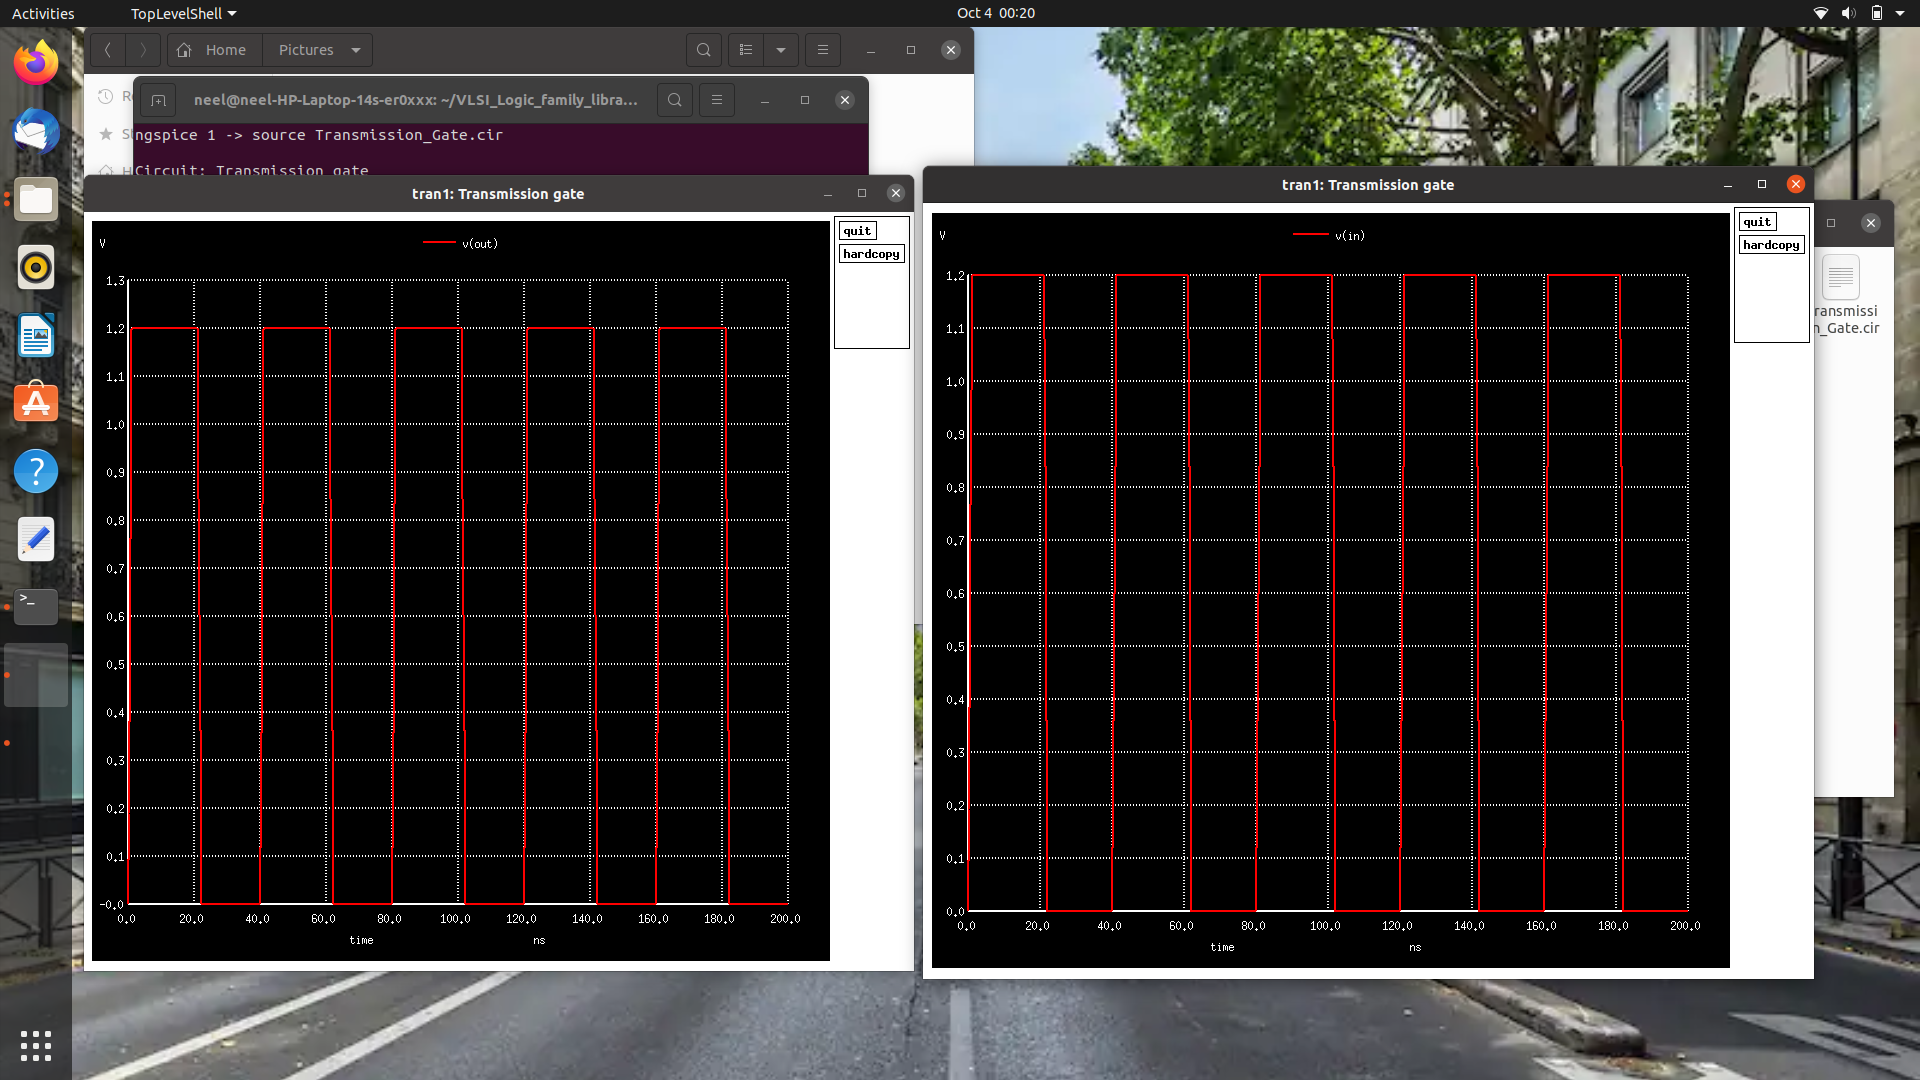 Activities
TopLevelShell
Oct 4 00:20
Home
Pictures
neel@neel-HP-Laptop-14s-er0xxx: ~/VLSI_Logic_family_libra...
ngspice 1 -> source Transmission_Gate.cir
Circuit: Transmission gate
tran1: Transmission gate
quit
hardcopy
V
v(out)
1.3
1.2
1.1
1.0
0.9
0.8
0.7
0.6
0.5
0.4
0.3
0.2
0.1
-0.0
0.0 20.0 40.0 60.0 80.0 100.0 120.0 140.0 160.0 180.0 200.0
time ns
tran1: Transmission gate
quit
hardcopy
V
v(in)
1.2
1.1
1.0
0.9
0.8
0.7
0.6
0.5
0.4
0.3
0.2
0.1
0.0
0.0 20.0 40.0 60.0 80.0 100.0 120.0 140.0 160.0 180.0 200.0
time ns
ransmissi
n_Gate.cir